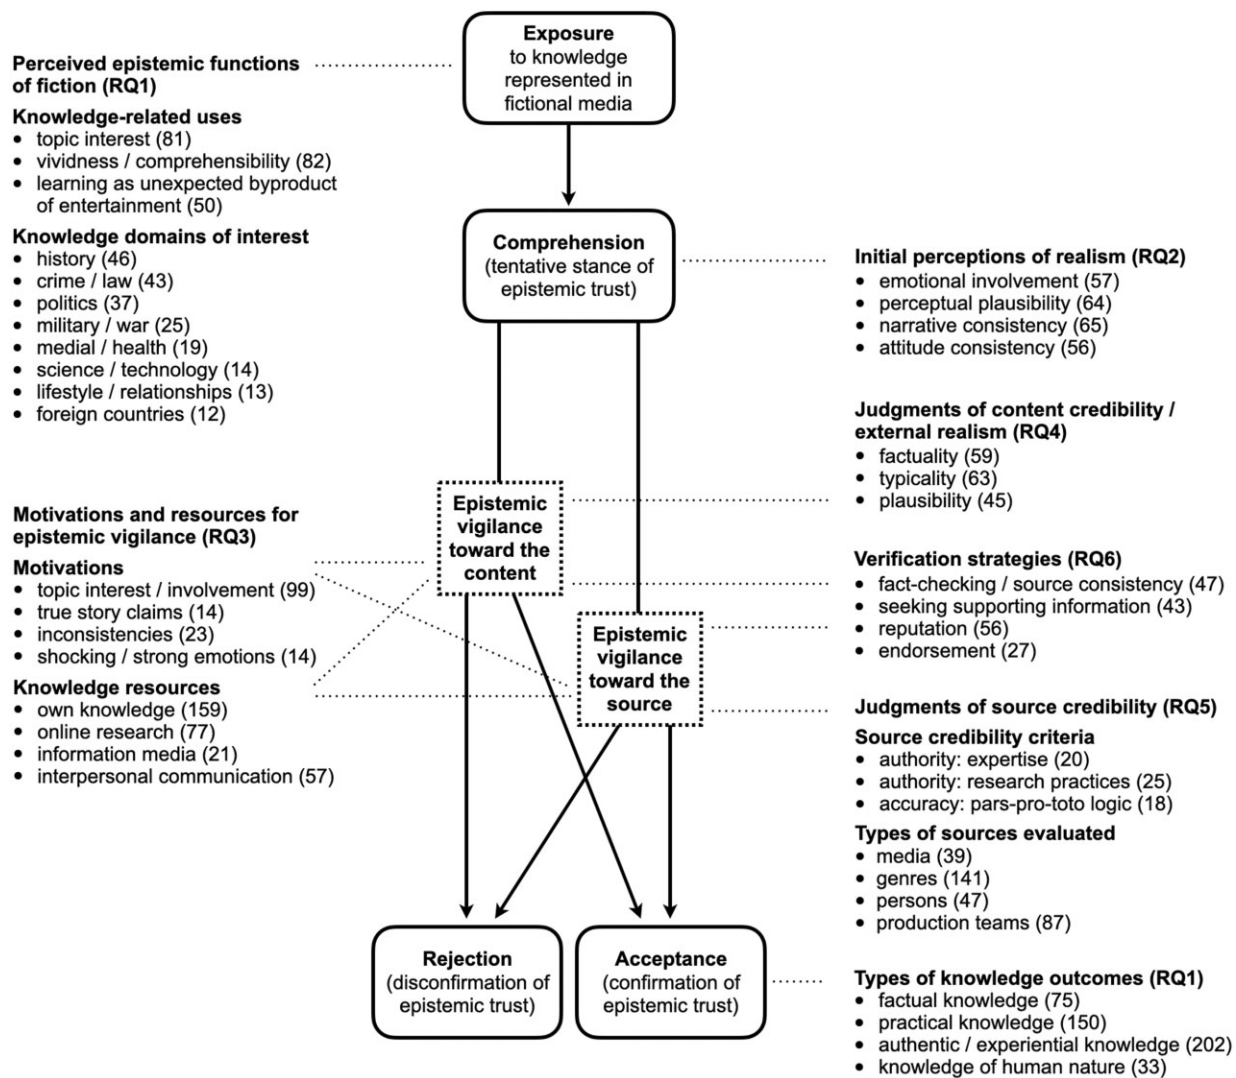 Exposure
to knowledge
represented in
fictional media
Perceived epistemic functions
of fiction (RQ1)
Knowledge-related uses
• topic interest (81)
• vividness / comprehensibility (82)
• learning as unexpected byproduct
of entertainment (50)
Knowledge domains of interest
• history (46)
• crime / law (43)
• politics (37)
• military / war (25)
• medial / health (19)
• science / technology (14)
• lifestyle / relationships (13)
• foreign countries (12)
Comprehension
(tentative stance of
epistemic trust)
Initial perceptions of realism (RQ2)
• emotional involvement (57)
• perceptual plausibility (64)
• narrative consistency (65)
• attitude consistency (56)
Judgments of content credibility /
external realism (RQ4)
• factuality (59)
• typicality (63)
• plausibility (45)
Epistemic
vigilance
toward the
content
Motivations and resources for
epistemic vigilance (RQ3)
Motivations
• topic interest / involvement (99)
• true story claims (14)
• inconsistencies (23)
• shocking / strong emotions (14)
Knowledge resources
• own knowledge (159)
• online research (77)
• information media (21)
• interpersonal communication (57)
Verification strategies (RQ6)
• fact-checking / source consistency (47)
• seeking supporting information (43)
• reputation (56)
• endorsement (27)
Epistemic
vigilance
toward the
source
Judgments of source credibility (RQ5)
Source credibility criteria
• authority: expertise (20)
• authority: research practices (25)
• accuracy: pars-pro-toto logic (18)
Types of sources evaluated
• media (39)
• genres (141)
• persons (47)
• production teams (87)
Rejection
(disconfirmation of
epistemic trust)
Acceptance
(confirmation of
epistemic trust)
Types of knowledge outcomes (RQ1)
• factual knowledge (75)
• practical knowledge (150)
• authentic / experiential knowledge (202)
• knowledge of human nature (33)